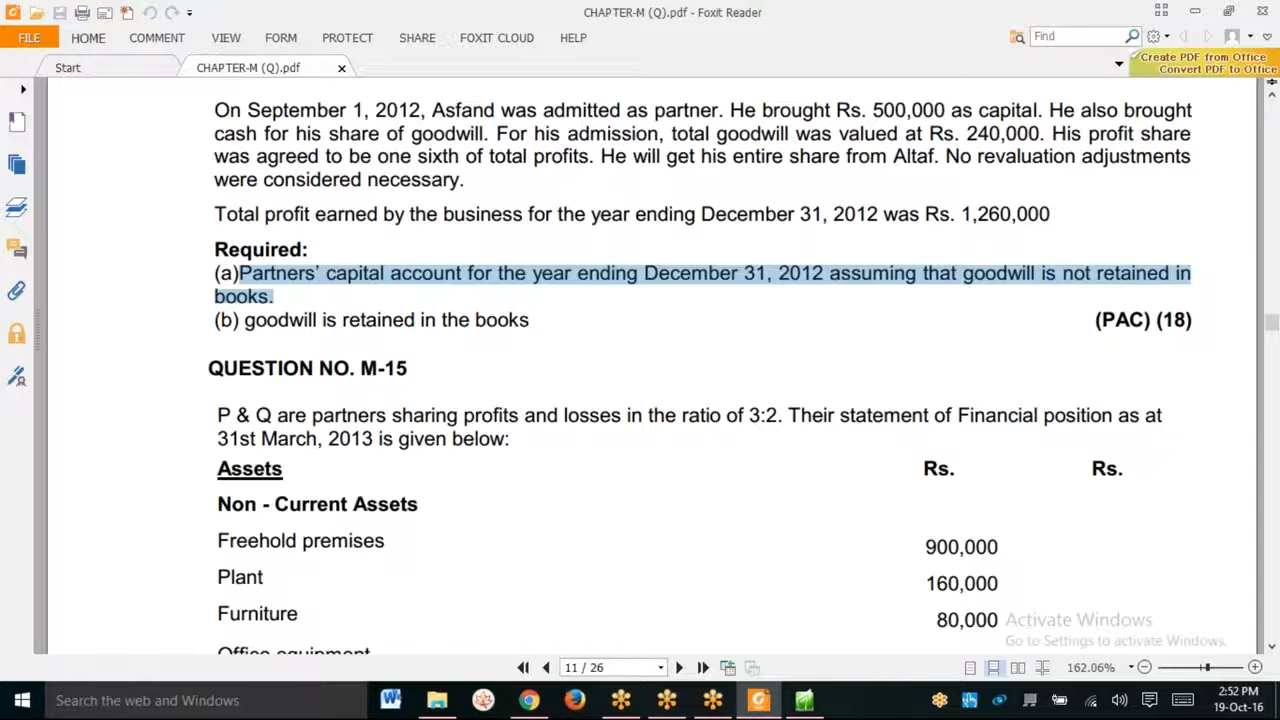 CHAPTER-M (Q).pdf - Foxit Reader
FILE HOME COMMENT VIEW FORM PROTECT SHARE FOXIT CLOUD HELP Find
Start CHAPTER-M (Q).pdf
Create PDF from Office
Convert PDF to Office
On September 1, 2012, Asfand was admitted as partner. He brought Rs. 500,000 as capital. He also brought
cash for his share of goodwill. For his admission, total goodwill was valued at Rs. 240,000. His profit share
was agreed to be one sixth of total profits. He will get his entire share from Altaf. No revaluation adjustments
were considered necessary.
Total profit earned by the business for the year ending December 31, 2012 was Rs. 1,260,000
Required:
(a)Partners' capital account for the year ending December 31, 2012 assuming that goodwill is not retained in
books.
(b) goodwill is retained in the books (PAC) (18)
QUESTION NO. M-15
P & Q are partners sharing profits and losses in the ratio of 3:2. Their statement of Financial position as at
31st March, 2013 is given below:
Assets Rs. Rs.
Non - Current Assets
Freehold premises 900,000
Plant 160,000
Furniture 80,000
Office equipment
Activate Windows
Go to Settings to activate Windows.
11 / 26 162.06%
Search the web and Windows
2:52 PM
19-Oct-16